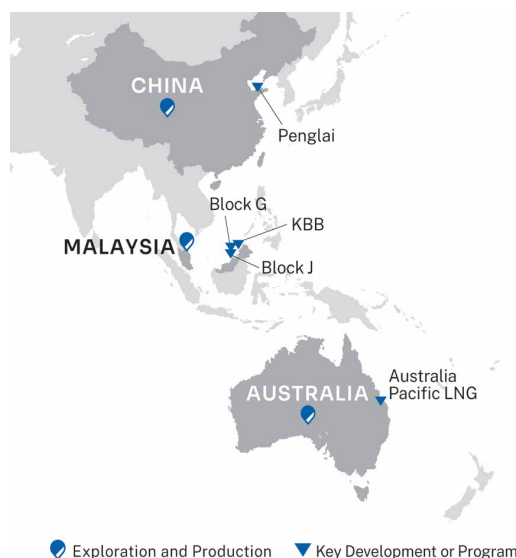 CHINA
Penglai
Block G
KBB
MALAYSIA
Block J
Australia
Pacific LNG
AUSTRALIA
Exploration and Production
Key Development or Program